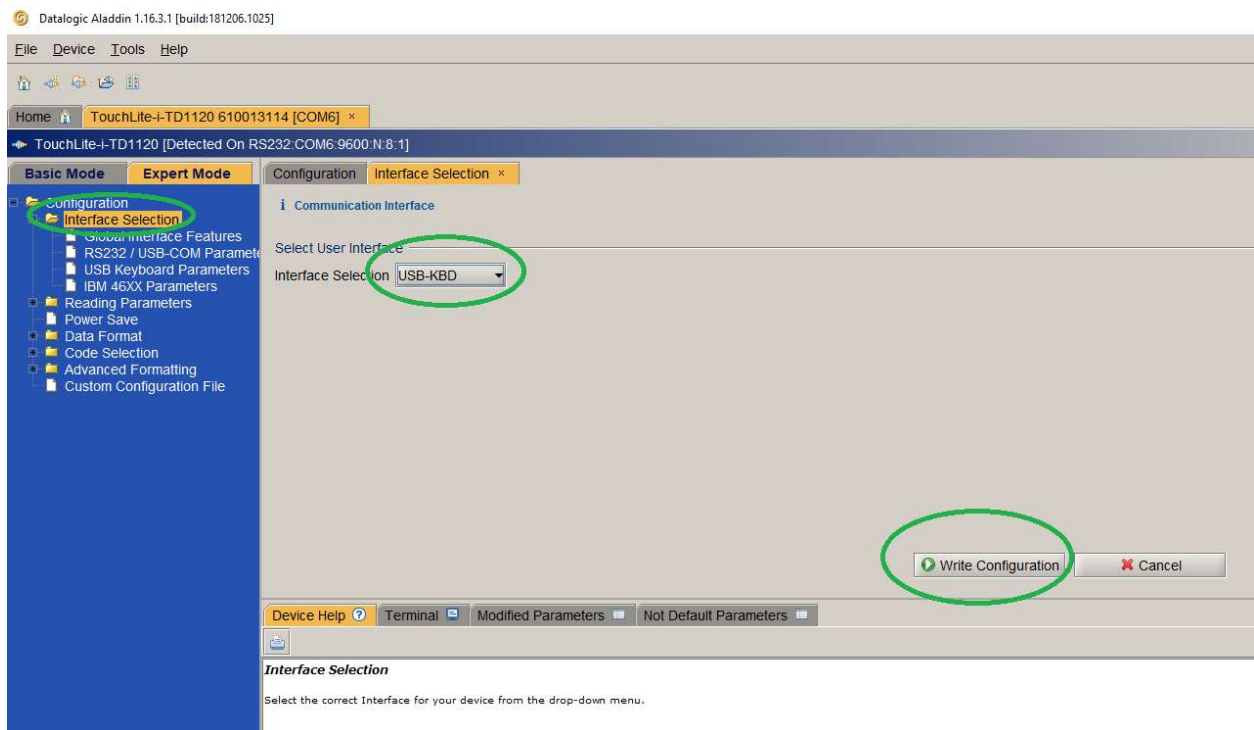 Datalogic Aladdin 1.16.3.1 [build:181206.1025]
File Device Tools Help
Home TouchLite-i-TD1120 610013114 [COM6] ×
TouchLite-i-TD1120 [Detected On RS232:COM6:9600:N:8:1]
Basic Mode Expert Mode Configuration Interface Selection ×
Configuration
Interface Selection
Global Interface Features
RS232 / USB-COM Paramete
USB Keyboard Parameters
IBM 46XX Parameters
Reading Parameters
Power Save
Data Format
Code Selection
Advanced Formatting
Custom Configuration File
i Communication Interface
Select User Interface
Interface Selection USB-KBD
Write Configuration Cancel
Device Help ? Terminal Modified Parameters Not Default Parameters
Interface Selection
Select the correct Interface for your device from the drop-down menu.